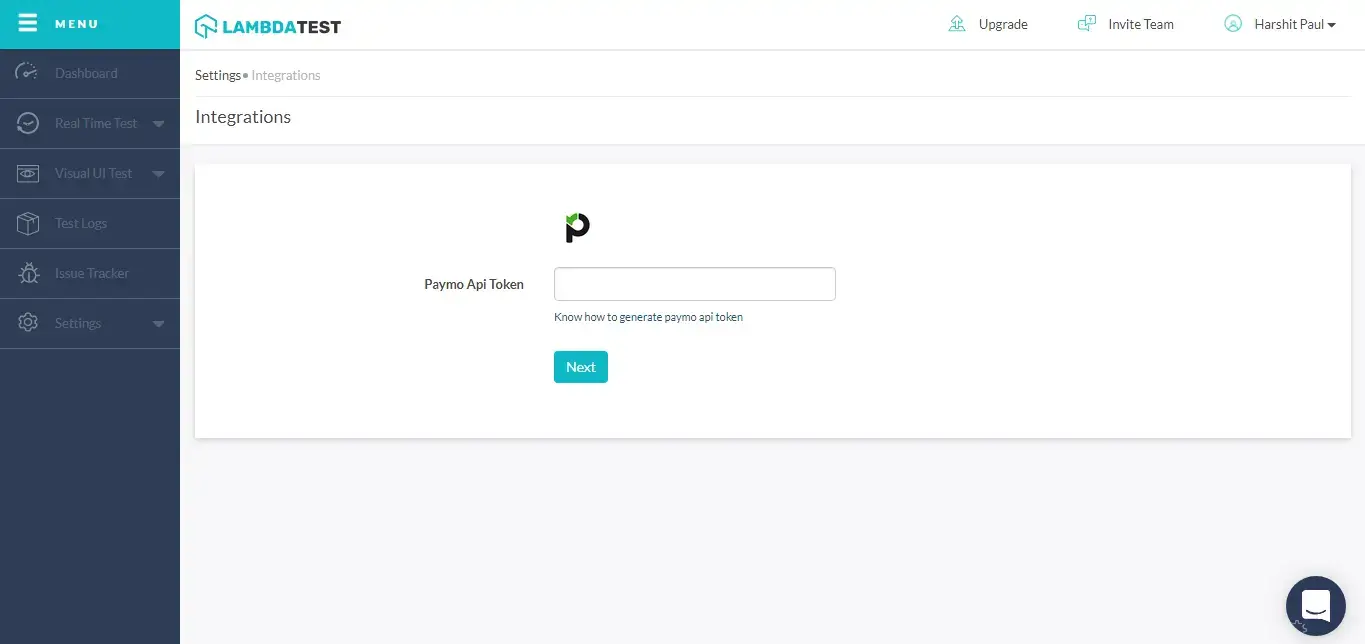 MENU
LAMBDATEST
Upgrade
Invite Team
Harshit Paul
Dashboard
Real Time Test
Visual UI Test
Test Logs
Issue Tracker
Settings
Settings• Integrations
Integrations
Paymo Api Token
Know how to generate paymo api token
Next